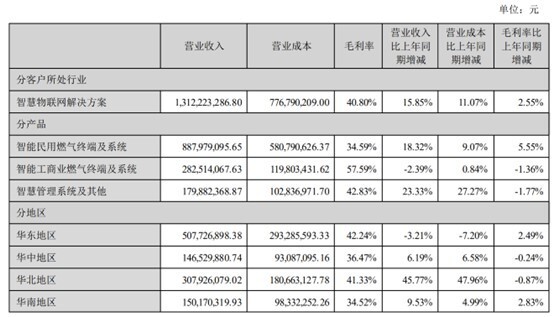 单位：元
营业收入 营业成本 毛利率 营业收入比上年同期增减 营业成本比上年同期增减 毛利率比上年同期增减
分客户所处行业
智慧物联网解决方案 1,312,223,286.80 776,790,209.00 40.80% 15.85% 11.07% 2.55%
分产品
智能民用燃气终端及系统 887,979,095.65 580,790,626.37 34.59% 18.32% 9.07% 5.55%
智能工商业燃气终端及系统 282,514,067.63 119,803,431.62 57.59% -2.39% 0.84% -1.36%
智慧管理系统及其他 179,882,368.87 102,836,971.70 42.83% 23.33% 27.27% -1.77%
分地区
华东地区 507,726,898.38 293,285,593.33 42.24% -3.21% -7.20% 2.49%
华中地区 146,529,880.74 93,087,095.16 36.47% 6.19% 6.58% -0.24%
华北地区 307,926,079.02 180,663,127.78 41.33% 45.77% 47.96% -0.87%
华南地区 150,170,319.93 98,332,252.26 34.52% 9.53% 4.99% 2.83%